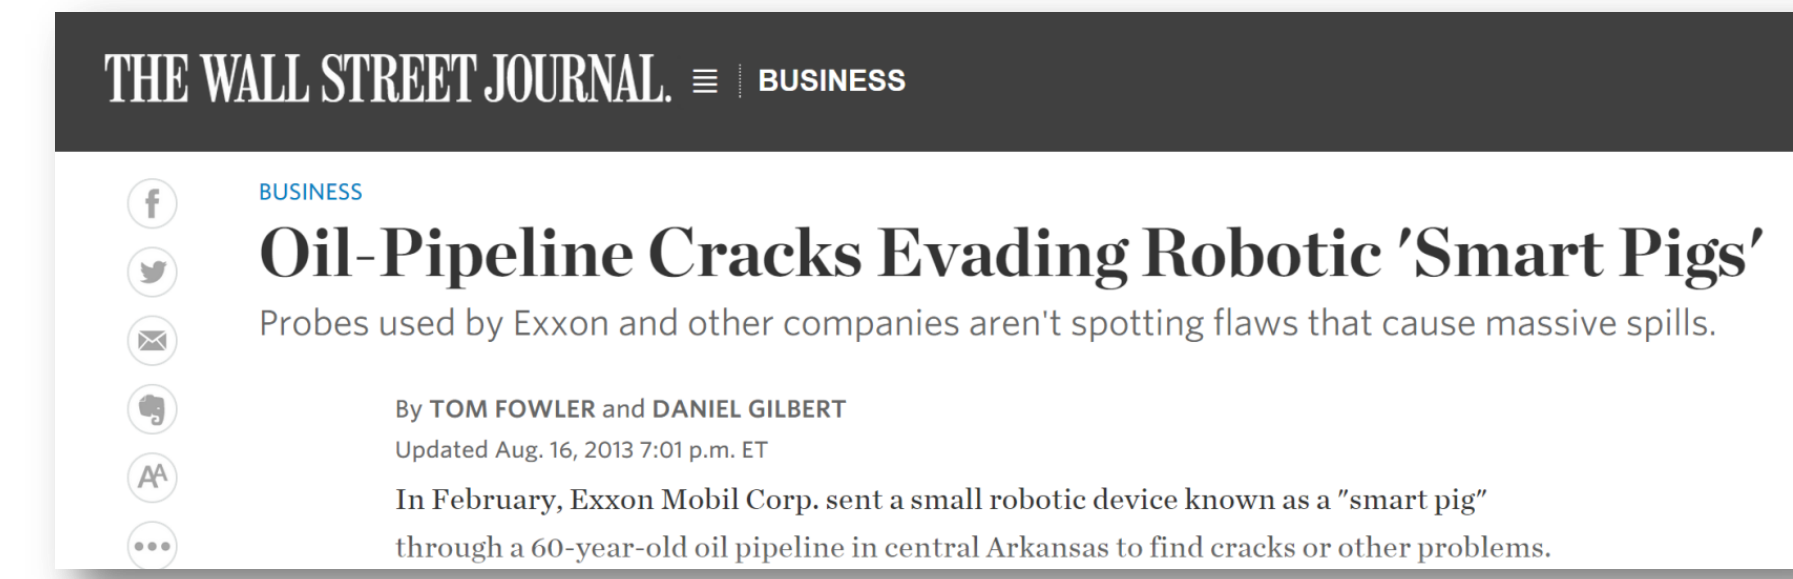 THE WALL STREET JOURNAL. ☰ BUSINESS
BUSINESS
Oil-Pipeline Cracks Evading Robotic 'Smart Pigs'
Probes used by Exxon and other companies aren't spotting flaws that cause massive spills.
By TOM FOWLER and DANIEL GILBERT
Updated Aug. 16, 2013 7:01 p.m. ET
AA
In February, Exxon Mobil Corp. sent a small robotic device known as a "smart pig"
through a 60-year-old oil pipeline in central Arkansas to find cracks or other problems.